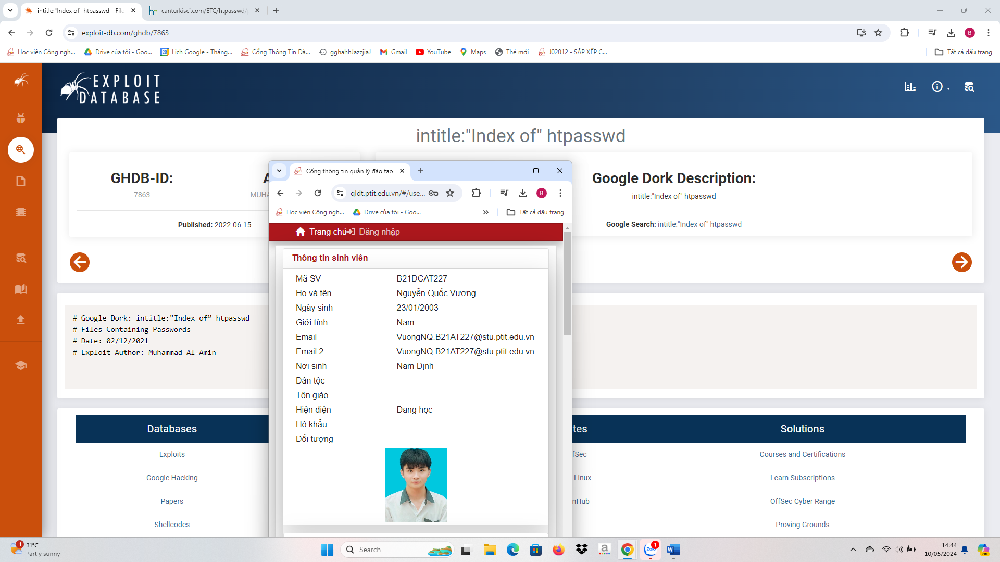 intitle:"Index of" htpasswd - File
canturkisci.com/ETC/htpasswd/
exploit-db.com/ghdb/7863
B
Học viện Công ngh...
Drive của tôi - Goo...
28
Lịch Google - Tháng...
Cổng Thông Tin Đà...
gghạhhJazzjiaJ
Gmail
YouTube
Maps
Thẻ mới
J02012 - SẮP XẾP C...
Tất cả dấu trang
EXPLOIT
DATABASE
intitle:"Index of" htpasswd
GHDB-ID:
7863
A
MUHA
Published: 2022-06-15
Google Dork Description:
intitle:"Index of" htpasswd
Google Search: intitle:"Index of" htpasswd
# Google Dork: intitle:"Index of” htpasswd
# Files Containing Passwords
# Date: 02/12/2021
# Exploit Author: Muhammad Al-Amin
Cổng thông tin quản lý đào tạo
qldt.ptit.edu.vn/#/use...
B
Học viện Công ngh...
Drive của tôi - Goo...
Tất cả dấu trang
Trang chủ
Đăng nhập
Thông tin sinh viên
Mã SV B21DCAT227
Họ và tên Nguyễn Quốc Vượng
Ngày sinh 23/01/2003
Giới tính Nam
Email VuongNQ.B21AT227@stu.ptit.edu.vn
Email 2 VuongNQ.B21AT227@stu.ptit.edu.vn
Nơi sinh Nam Định
Dân tộc
Tôn giáo
Hiện diện Đang học
Hộ khẩu
Đối tượng
Databases
Exploits
Google Hacking
Papers
Shellcodes
ites
fSec
Linux
nHub
Solutions
Courses and Certifications
Learn Subscriptions
OffSec Cyber Range
Proving Grounds
1
31°C
Partly sunny
Search
a
Zalo
1
W
14:44
10/05/2024
PRE